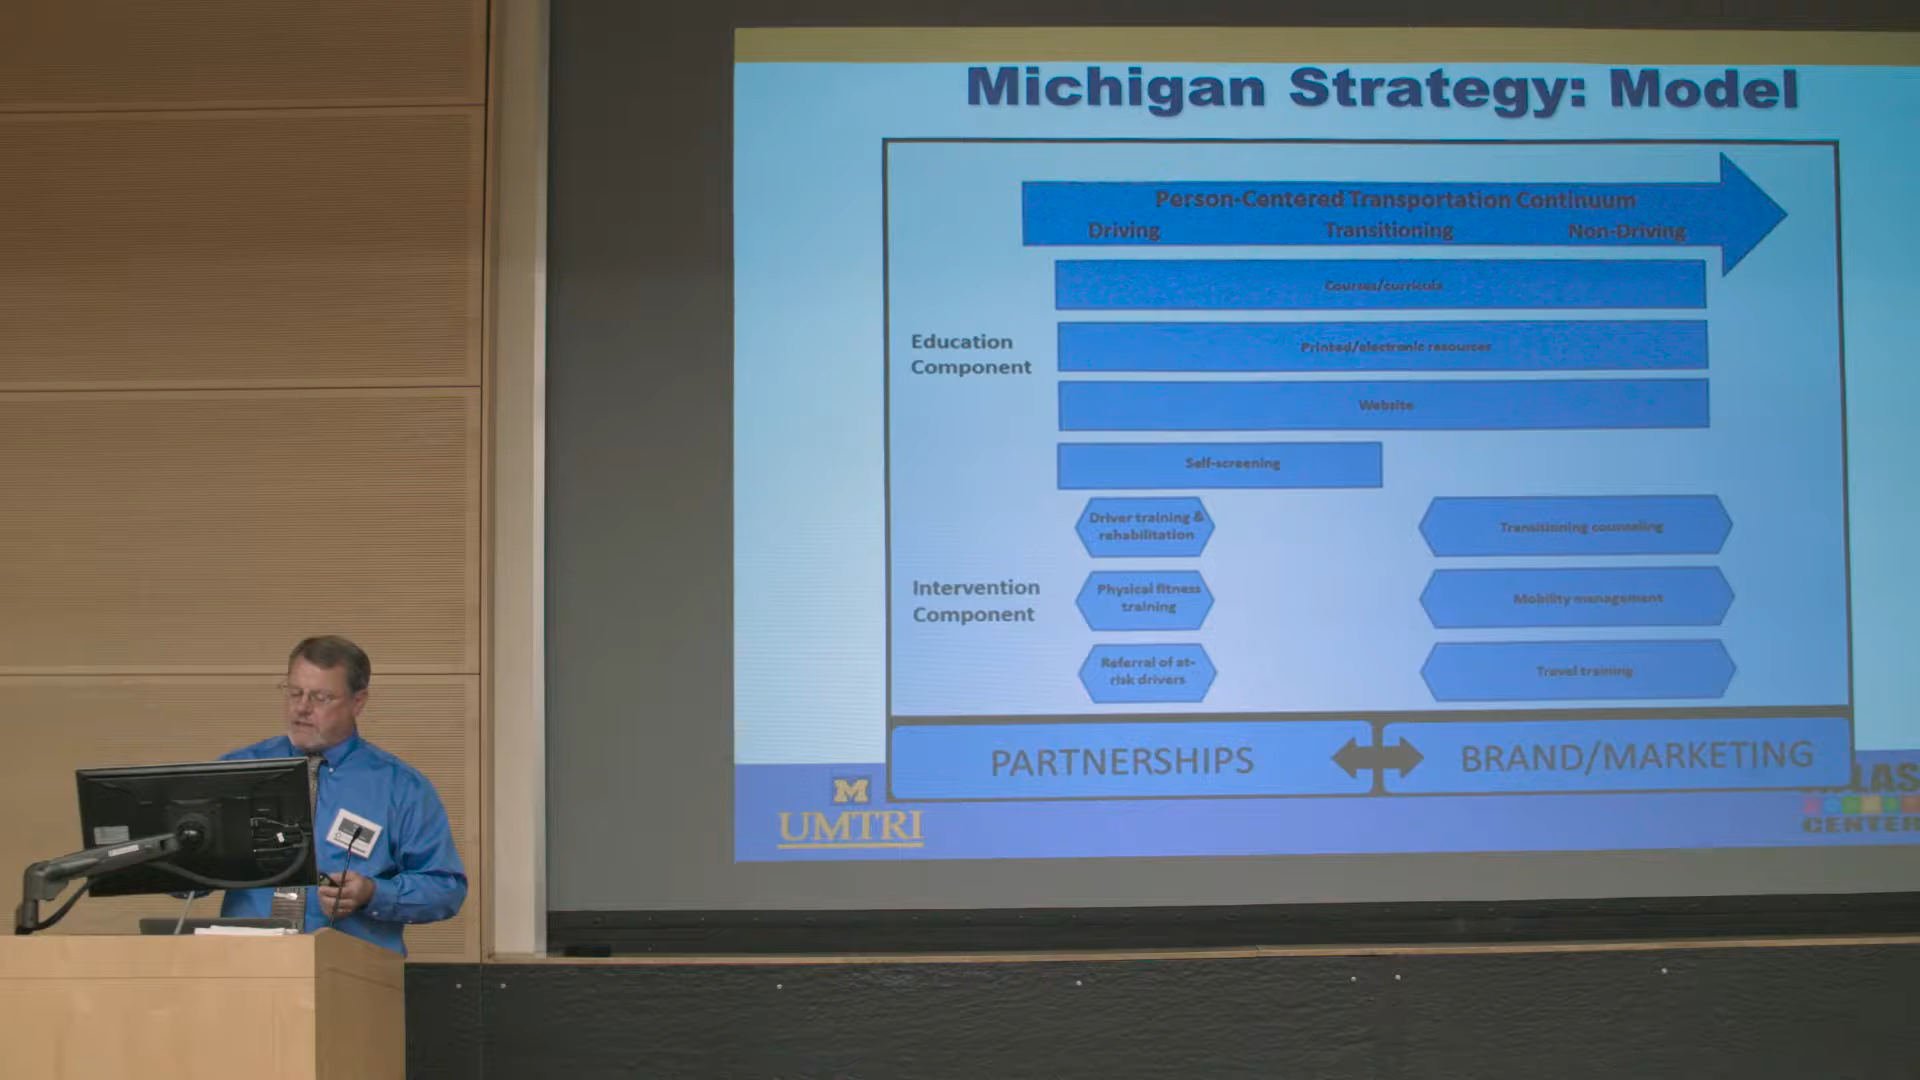 Michigan Strategy: Model
Person-Centered Transportation Continuum
Driving Transitioning Non-Driving
Courses/curricula
Education
Component
Printed/electronic resources
Website
Self-screening
Driver training &
rehabilitation
Transitioning counseling
Intervention
Component
Physical fitness
training
Mobility management
Referral of at-
risk drivers
Travel training
PARTNERSHIPS
BRAND/MARKETING
M
UMTRI
CENTER